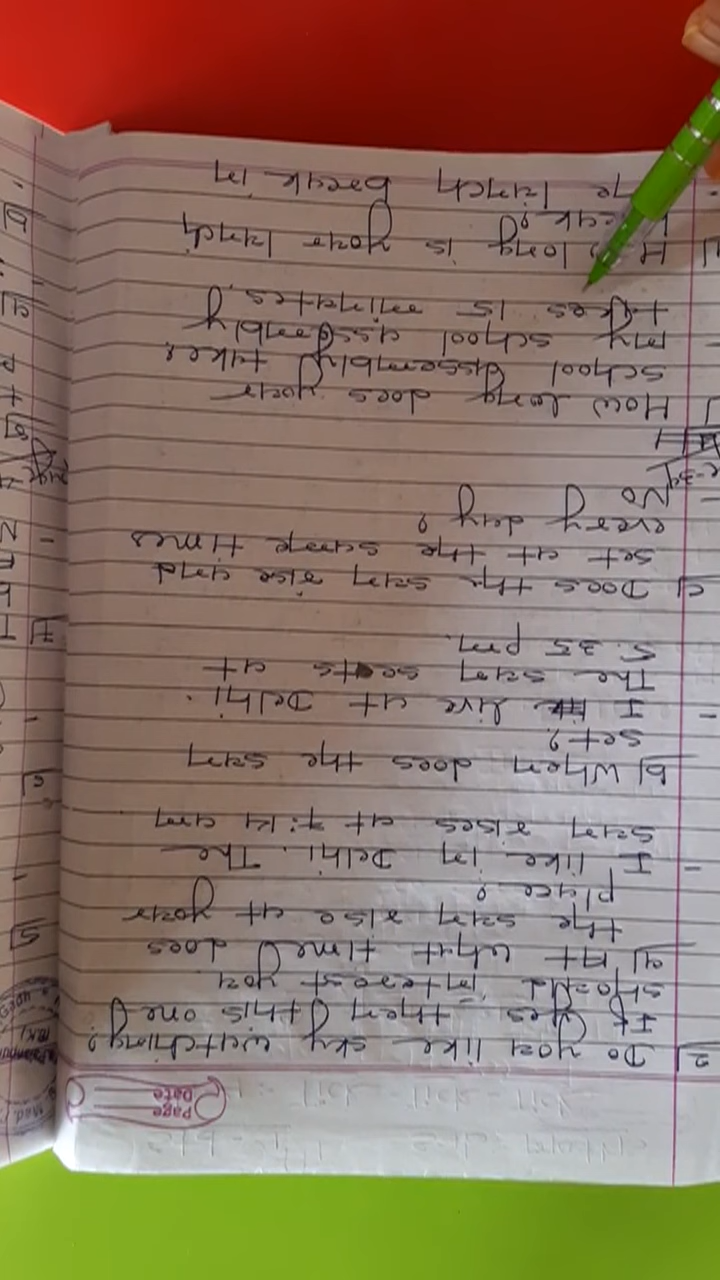 Page
Date
2] Do you like sky watching?
If yes - then this one
should interest you
a] At what time does
the sun rise at your
place?
- I like in Delhi. The
sun rises at 7:14 am
b] When does the sun
set?
- I live at Delhi.
The sun sets at
5:35 pm.
c] Does the sun rise and
set at the same times
every day?
- No
How long does your
school assembly take?
- my school assembly
takes 15 minutes.
long is your lunch
break?
lunch break in